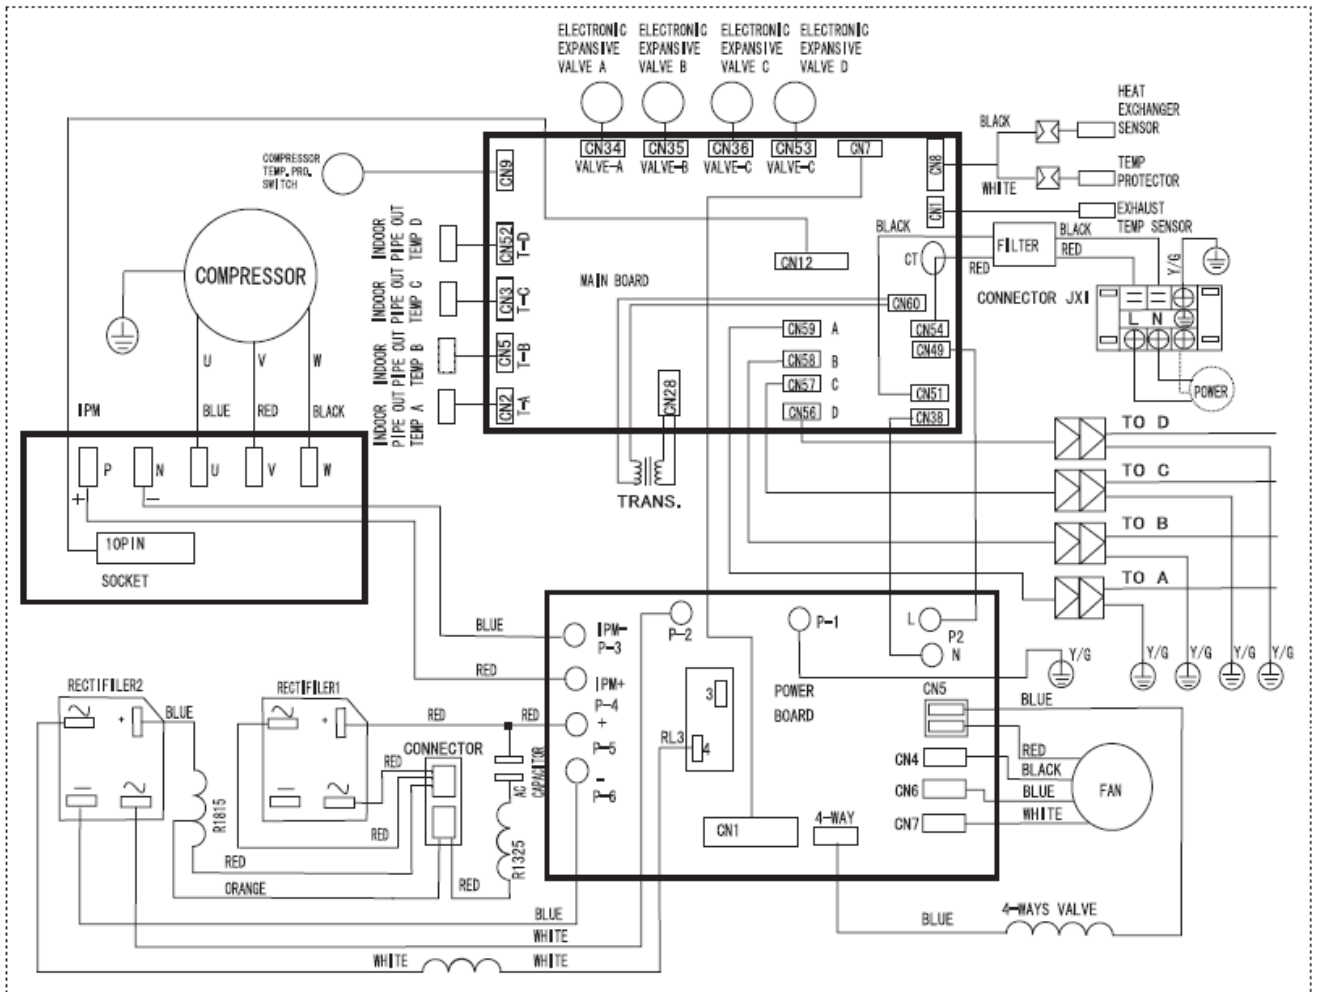 ELECTRONIC EXPANSIVE VALVE A
ELECTRONIC EXPANSIVE VALVE B
ELECTRONIC EXPANSIVE VALVE C
ELECTRONIC EXPANSIVE VALVE D
HEAT EXCHANGER SENSOR
BLACK
CN34
CN35
CN36
CN53
CN7
VALVE-A
VALVE-B
VALVE-C
VALVE-C
CN8
COMPRESSOR TEMP. PRO. SWITCH
CN9
TEMP PROTECTOR
WHITE
CN1
EXHAUST TEMP SENSOR
INDOOR PIPE OUT TEMP D
CN52
T-D
BLACK
FILTER
BLACK
RED
CT
RED
Y/G
COMPRESSOR
CN12
MAIN BOARD
INDOOR PIPE OUT TEMP C
CN3
T-C
CN60
CONNECTOR JX1
L N
CN59 A
CN54
CN49
INDOOR PIPE OUT TEMP B
CN5
T-B
CN58 B
CN57 C
CN51
POWER
U
V
W
INDOOR PIPE OUT TEMP A
CN2
T-A
CN28
CN56 D
CN38
IPM
BLUE
RED
BLACK
TO D
P
N
U
V
W
+
−
TRANS.
TO C
10PIN
SOCKET
TO B
TO A
BLUE
IPM-
P-3
P-2
P-1
L
P2
N
Y/G
Y/G
Y/G
Y/G
Y/G
RED
IPM+
P-4
POWER BOARD
CN5
BLUE
RECTIFILER2
RECTIFILER1
BLUE
RED
RED
+
P-5
3
RL3
4
RED
CONNECTOR
RED
AC CAPACITOR
−
P-6
CN4
BLACK
CN6
BLUE
FAN
CN7
WHITE
R1815
RED
R1325
CN1
4-WAY
RED
ORANGE
RED
BLUE
BLUE
4-WAYS VALVE
WHITE
WHITE
WHITE